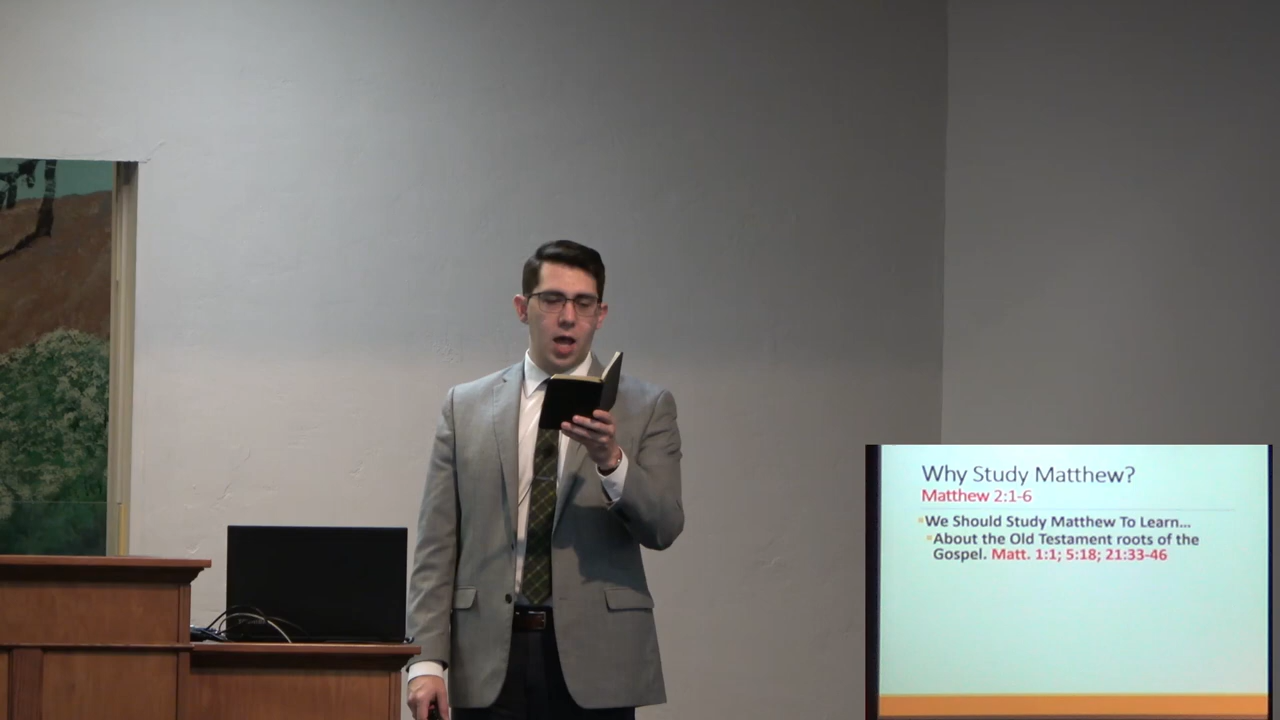 Why Study Matthew?
Matthew 2:1-6
We Should Study Matthew To Learn...
About the Old Testament roots of the
Gospel. Matt. 1:1; 5:18; 21:33-46